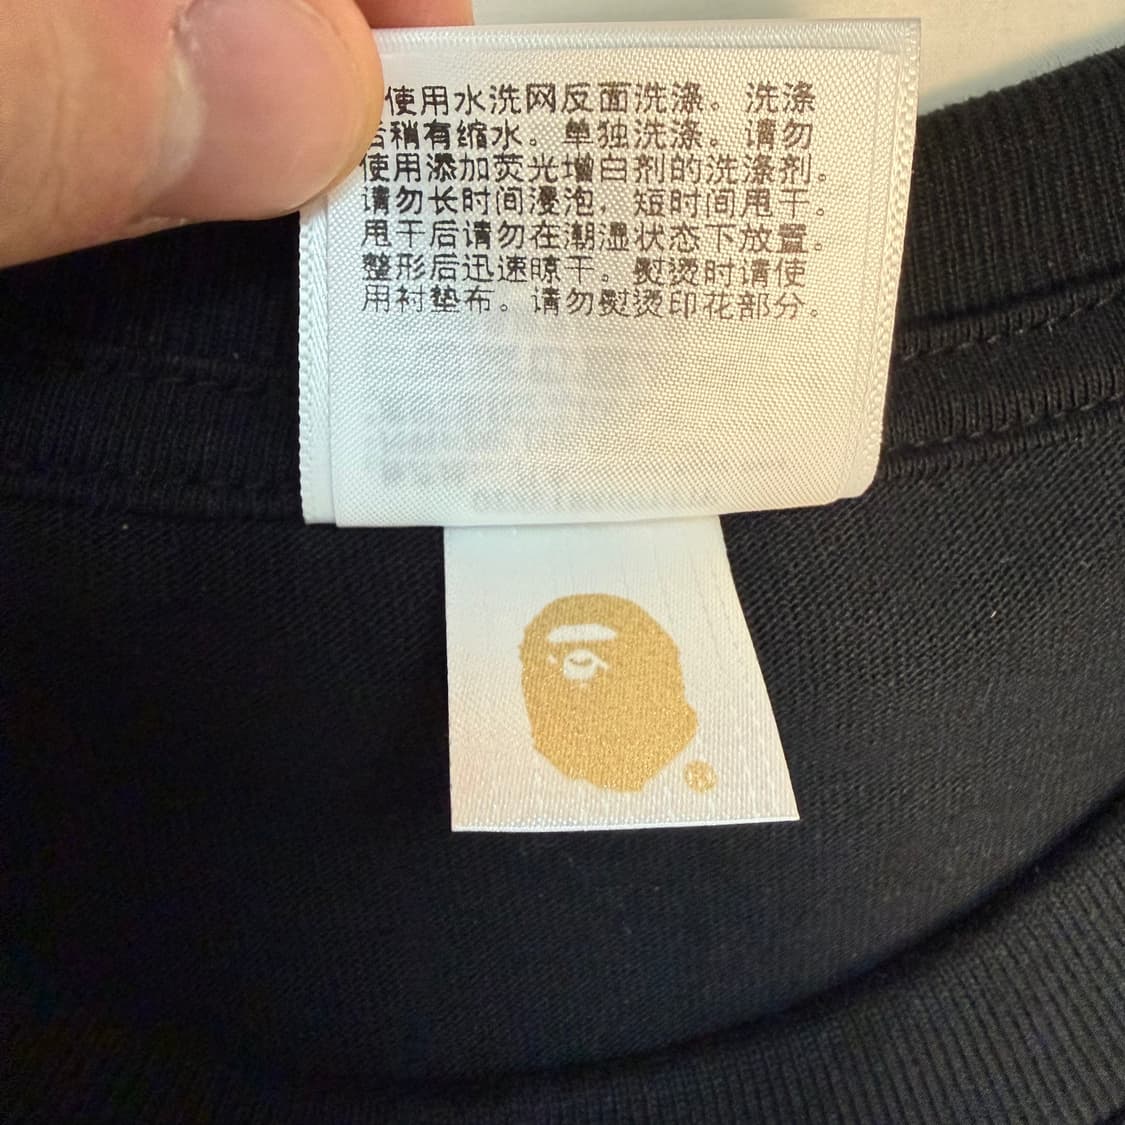 使用水洗网反面洗涤。洗涤
后稍有缩水。单独洗涤。请勿
使用添加荧光增白剂的洗涤剂。
请勿长时间浸泡，短时间甩干。
甩干后请勿在潮湿状态下放置。
整形后迅速晾干。熨烫时请使
用衬垫布。请勿熨烫印花部分。